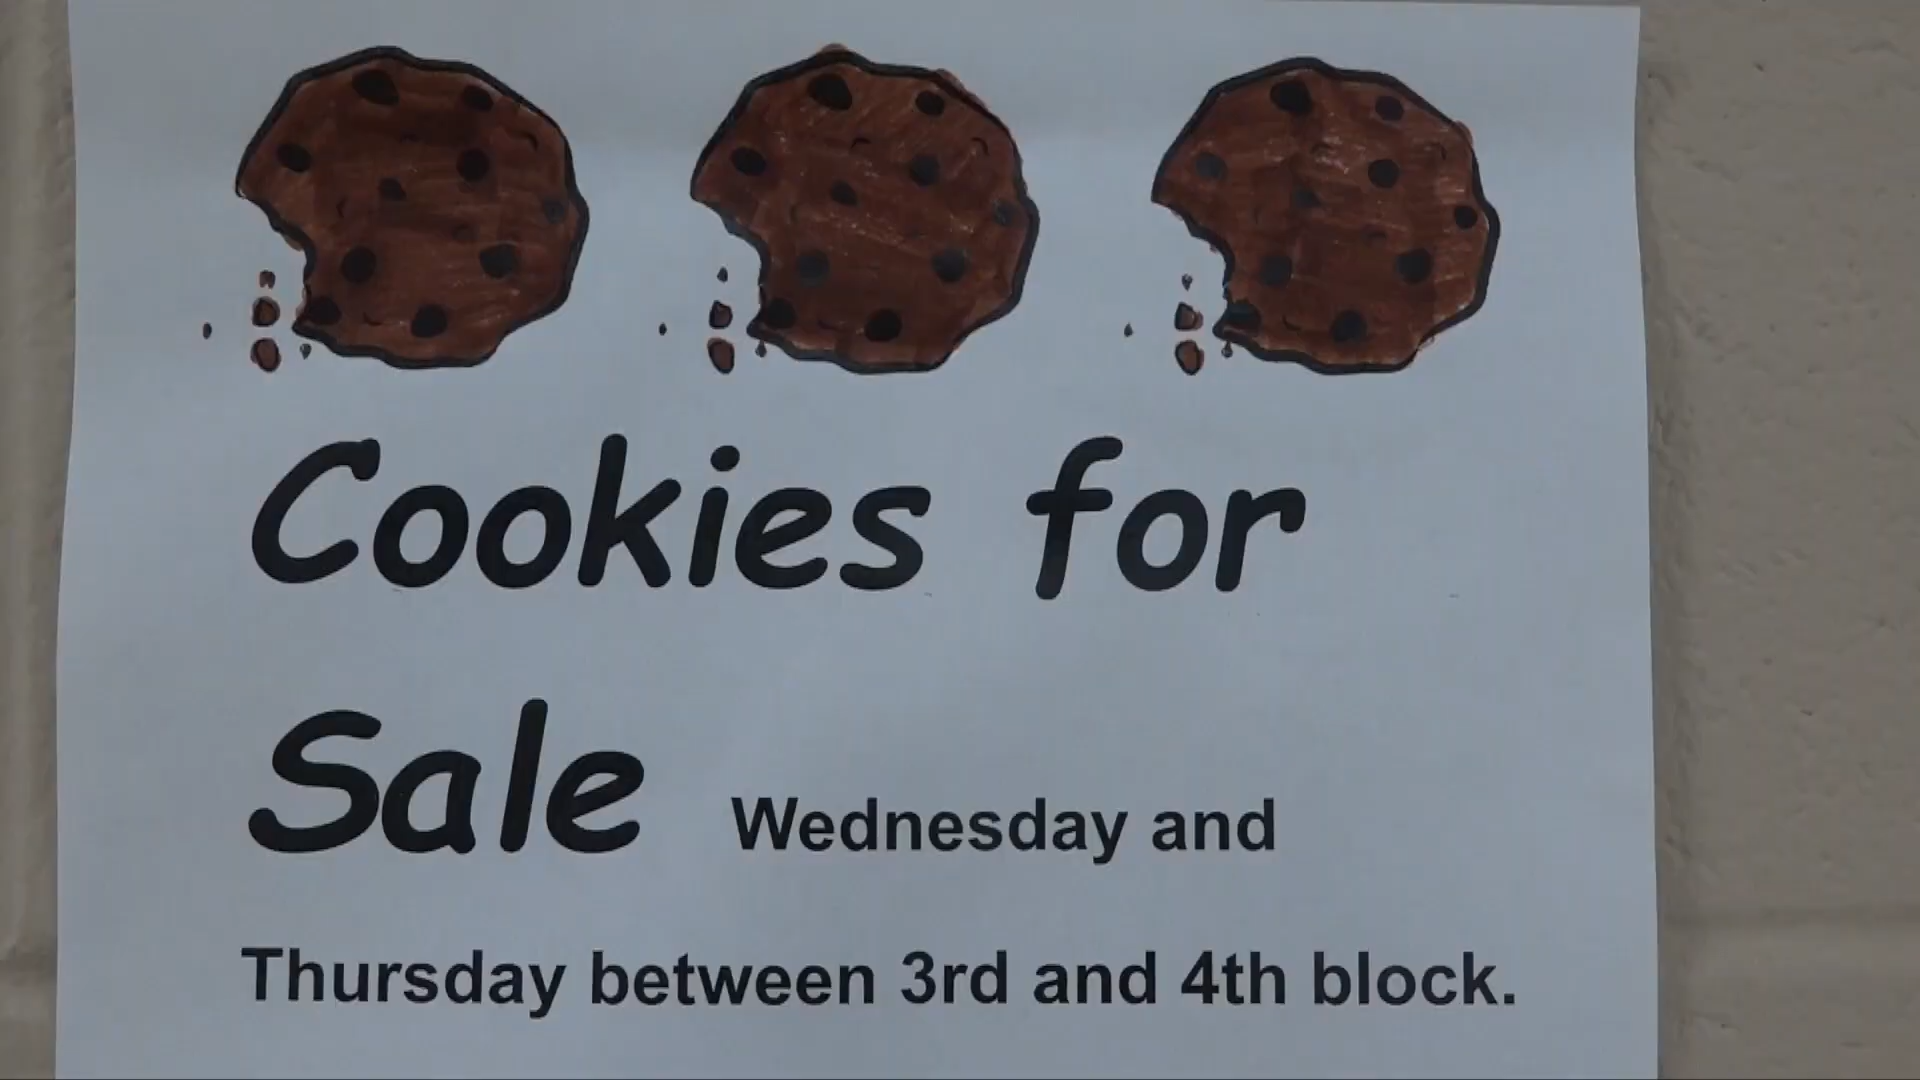 Cookies for
Sale Wednesday and
Thursday between 3rd and 4th block.